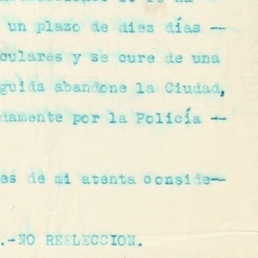 un plazo de diez días --
culares y se cure de una
guida abandone la Ciudad,
damente por la Policía --
es de mi atenta conside-
.-NO REELECCION.